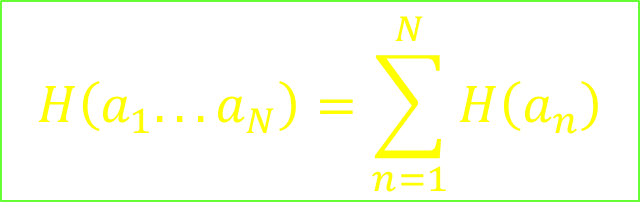 H(a₁...a_N) = ∑_{n=1}^{N} H(aₙ)